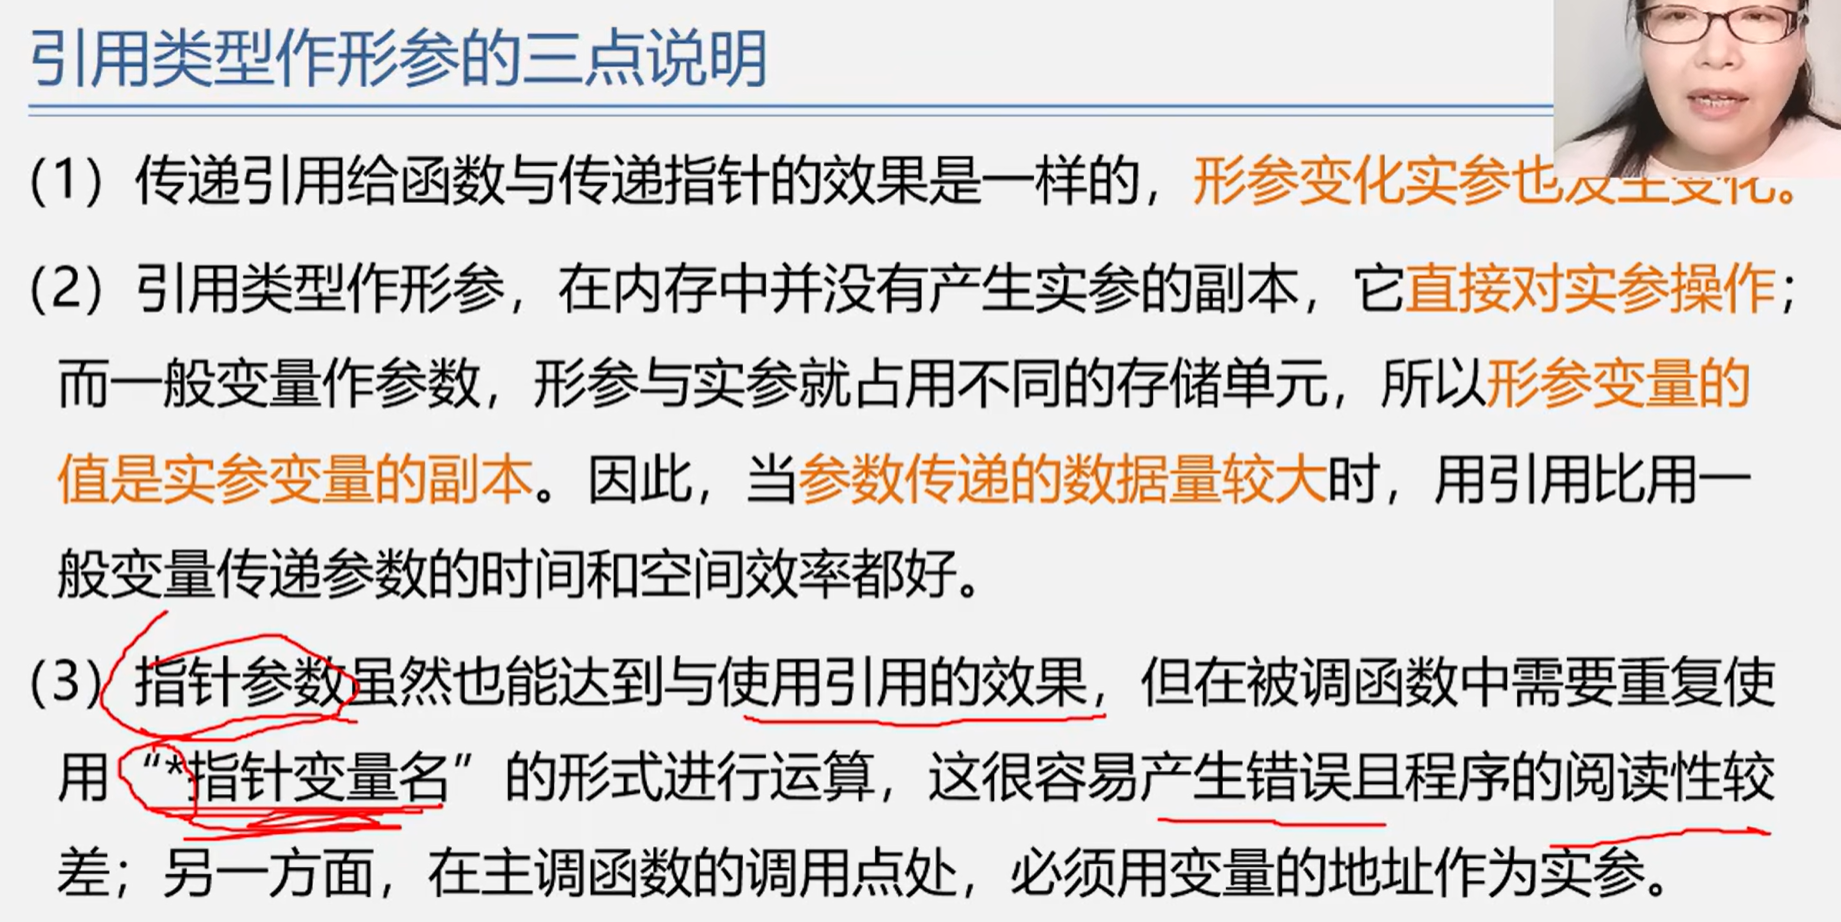 引用类型作形参的三点说明
（1）传递引用给函数与传递指针的效果是一样的，形参变化实参也发生变化。
（2）引用类型作形参，在内存中并没有产生实参的副本，它直接对实参操作；
而一般变量作参数，形参与实参就占用不同的存储单元，所以形参变量的
值是实参变量的副本。因此，当参数传递的数据量较大时，用引用比用一
般变量传递参数的时间和空间效率都好。
（3）指针参数虽然也能达到与使用引用的效果，但在被调函数中需要重复使
用“*指针变量名”的形式进行运算，这很容易产生错误且程序的阅读性较
差；另一方面，在主调函数的调用点处，必须用变量的地址作为实参。